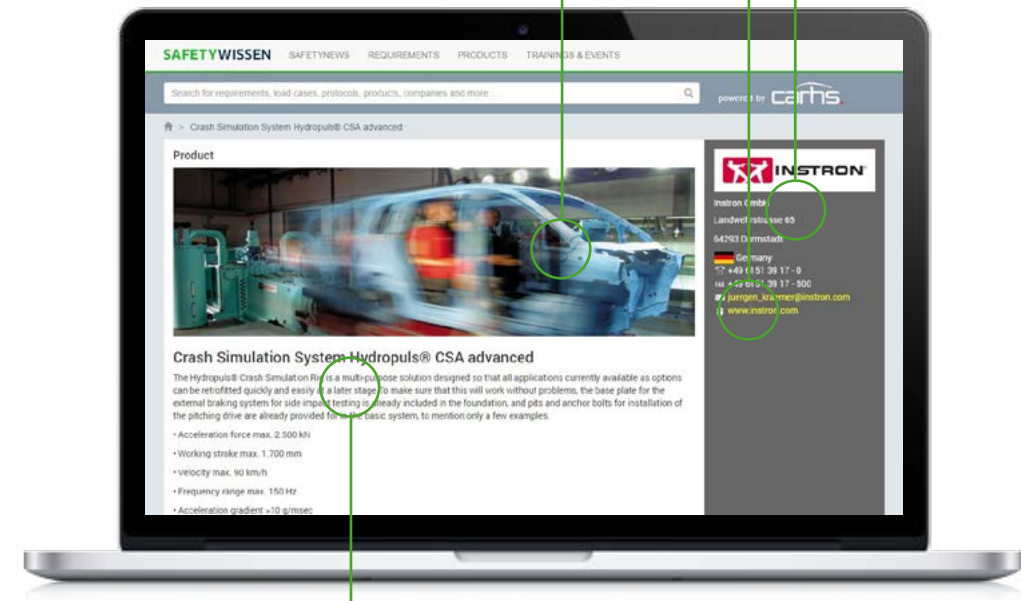 SAFETYWISSEN SAFETYNEWS REQUIREMENTS PRODUCTS TRAININGS & EVENTS
Search for requirements, load cases, protocols, products, companies and more ...
powered by carhs.
> Crash Simulation System Hydropuls® CSA advanced
Product
Crash Simulation System Hydropuls® CSA advanced
The Hydropuls® Crash Simulation Rig is a multi-purpose solution designed so that all applications currently available as options
can be retrofitted quickly and easily at a later stage. To make sure that this will work without problems, the base plate for the
external braking system for side impact testing is already included in the foundation, and pits and anchor bolts for installation of
the pitching drive are already provided for in the basic system, to mention only a few examples.
• Acceleration force max. 2.500 kN
• Working stroke max. 1.700 mm
• Velocity max. 90 km/h
• Frequency range max. 150 Hz
• Acceleration gradient >10 g/msec
INSTRON
Instron GmbH
Landwehrstrasse 65
64293 Darmstadt
Germany
+49 6151 39 17 - 0
FAX +49 6151 39 17 - 500
juergen_kraemer@instron.com
www.instron.com